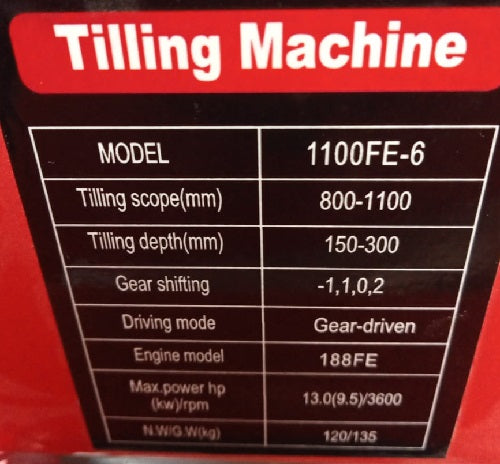 Tilling Machine
MODEL 1100FE-6
Tilling scope(mm) 800-1100
Tilling depth(mm) 150-300
Gear shifting -1,1,0,2
Driving mode Gear-driven
Engine model 188FE
Max.power hp
(kw)/rpm 13.0(9.5)/3600
N.W/G.W(kg) 120/135